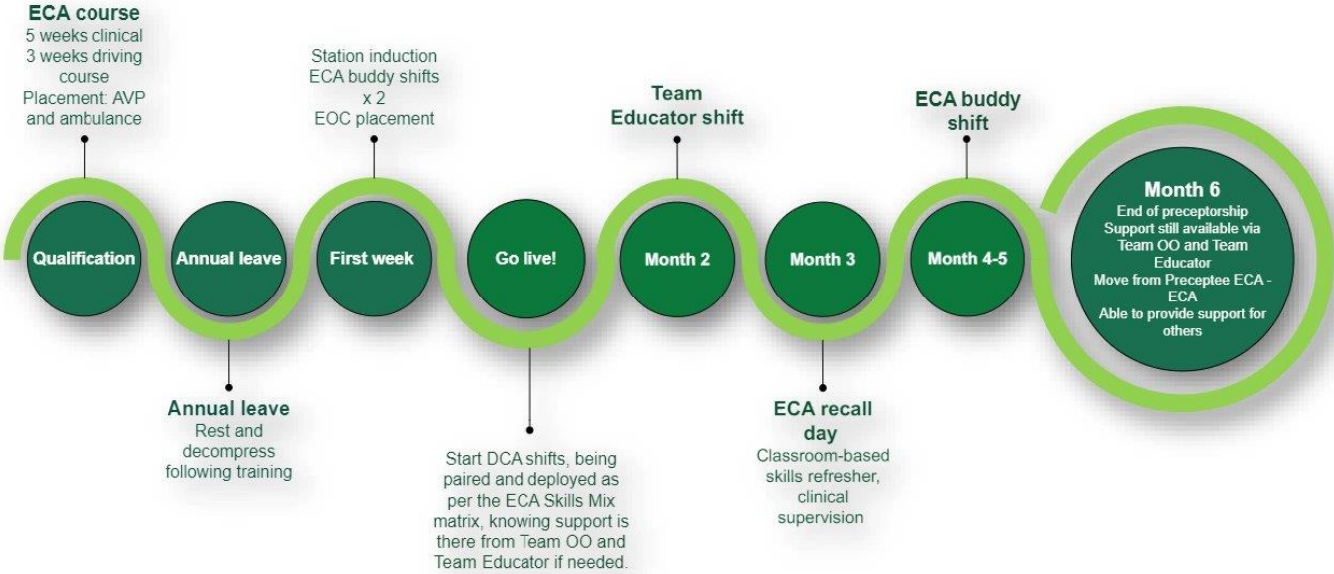 ECA course
5 weeks clinical
3 weeks driving
course
Placement: AVP
and ambulance
Qualification
Annual leave
Annual leave
Rest and
decompress
following training
Station induction
ECA buddy shifts
x 2
EOC placement
First week
Go live!
Start DCA shifts, being
paired and deployed as
per the ECA Skills Mix
matrix, knowing support is
there from Team OO and
Team Educator if needed.
Team
Educator shift
Month 2
Month 3
ECA recall
day
Classroom-based
skills refresher,
clinical
supervision
ECA buddy
shift
Month 4-5
Month 6
End of preceptorship
Support still available via
Team OO and Team
Educator
Move from Preceptee ECA -
ECA
Able to provide support for
others